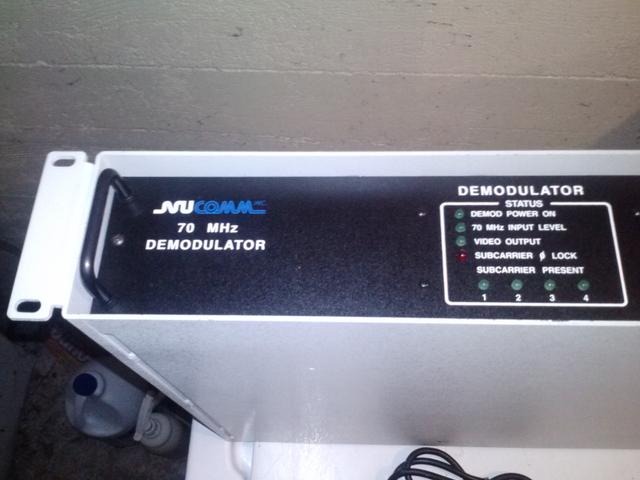 NUCOMM INC
70 MHz
DEMODULATOR
DEMODULATOR
STATUS
DEMOD POWER ON
70 MHz INPUT LEVEL
VIDEO OUTPUT
SUBCARRIER ϕ LOCK
SUBCARRIER PRESENT
1 2 3 4